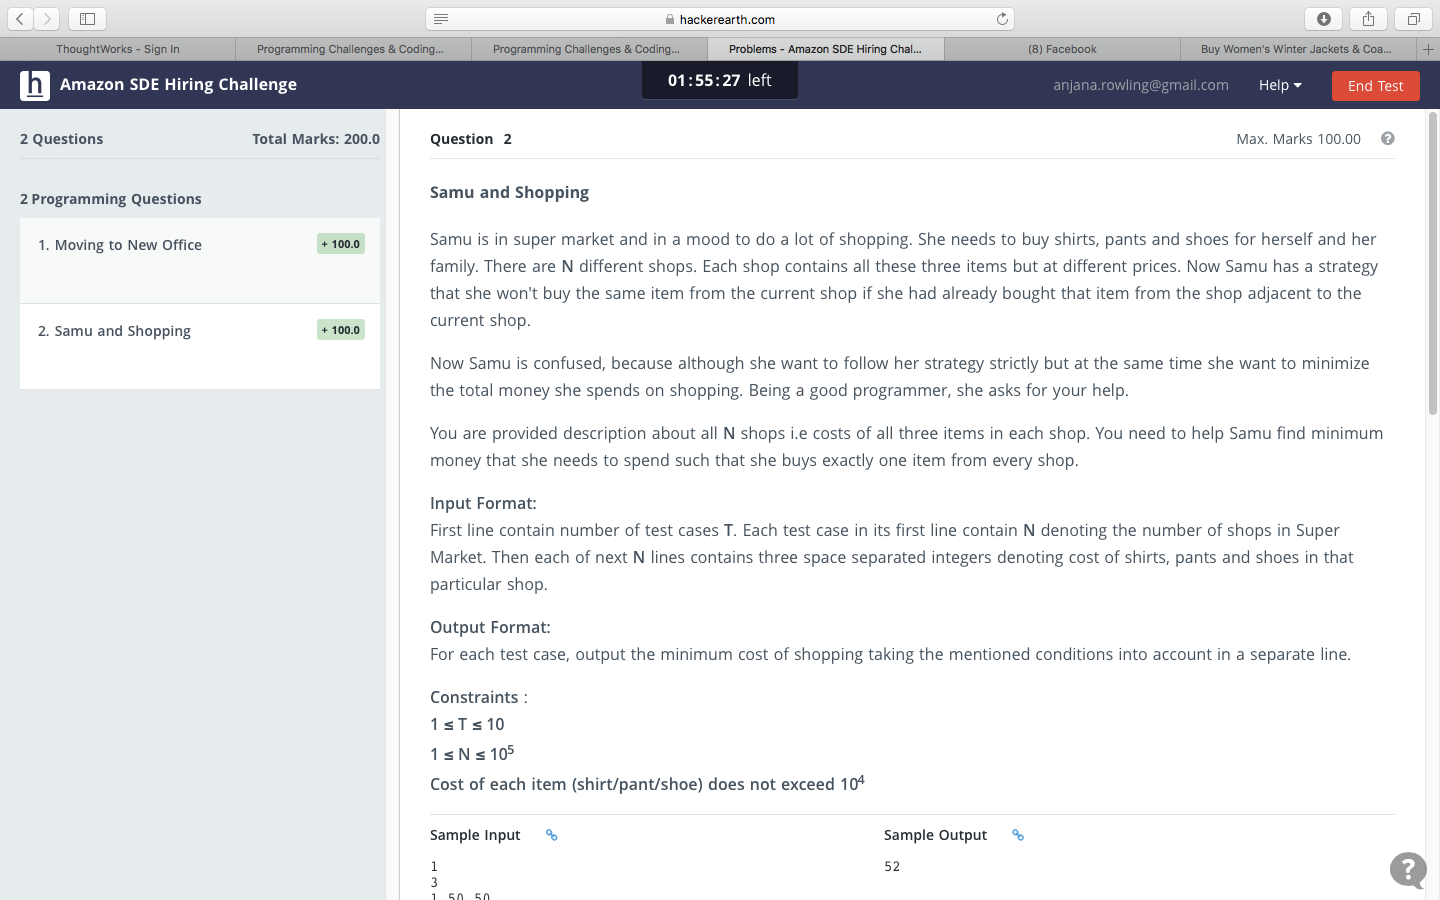 hackerearth.com
ThoughtWorks - Sign In
Programming Challenges & Coding...
Programming Challenges & Coding...
Problems - Amazon SDE Hiring Chal...
(8) Facebook
Buy Women's Winter Jackets & Coa...
h Amazon SDE Hiring Challenge
01:55:27 left
anjana.rowling@gmail.com
Help
End Test
2 Questions
Total Marks: 200.0
2 Programming Questions
1. Moving to New Office
+ 100.0
2. Samu and Shopping
+ 100.0
Question 2
Max. Marks 100.00
?
Samu and Shopping
Samu is in super market and in a mood to do a lot of shopping. She needs to buy shirts, pants and shoes for herself and her
family. There are N different shops. Each shop contains all these three items but at different prices. Now Samu has a strategy
that she won't buy the same item from the current shop if she had already bought that item from the shop adjacent to the
current shop.
Now Samu is confused, because although she want to follow her strategy strictly but at the same time she want to minimize
the total money she spends on shopping. Being a good programmer, she asks for your help.
You are provided description about all N shops i.e costs of all three items in each shop. You need to help Samu find minimum
money that she needs to spend such that she buys exactly one item from every shop.
Input Format:
First line contain number of test cases T. Each test case in its first line contain N denoting the number of shops in Super
Market. Then each of next N lines contains three space separated integers denoting cost of shirts, pants and shoes in that
particular shop.
Output Format:
For each test case, output the minimum cost of shopping taking the mentioned conditions into account in a separate line.
Constraints :
1 ≤ T ≤ 10
1 ≤ N ≤ 10⁵
Cost of each item (shirt/pant/shoe) does not exceed 10⁴
Sample Input
1
3
1 50 50
Sample Output
52
?